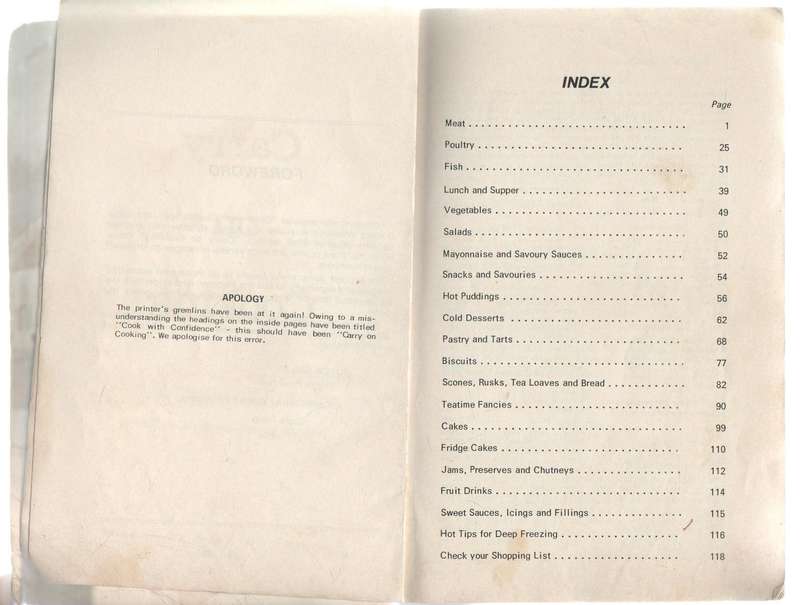 APOLOGY
The printer's gremlins have been at it again! Owing to a mis-
understanding the headings on the inside pages have been titled
"Cook with Confidence" - this should have been "Carry on
Cooking". We apologise for this error.
INDEX
Page
Meat . . . . . . . . . . . . . . . . . . . . . . . . . . . . . . . . . 1
Poultry . . . . . . . . . . . . . . . . . . . . . . . . . . . . . . . 25
Fish . . . . . . . . . . . . . . . . . . . . . . . . . . . . . . . . . 31
Lunch and Supper . . . . . . . . . . . . . . . . . . . . . . . . 39
Vegetables . . . . . . . . . . . . . . . . . . . . . . . . . . . . . 49
Salads . . . . . . . . . . . . . . . . . . . . . . . . . . . . . . . . 50
Mayonnaise and Savoury Sauces . . . . . . . . . . . . . . . 52
Snacks and Savouries . . . . . . . . . . . . . . . . . . . . . . 54
Hot Puddings . . . . . . . . . . . . . . . . . . . . . . . . . . . 56
Cold Desserts . . . . . . . . . . . . . . . . . . . . . . . . . . 62
Pastry and Tarts . . . . . . . . . . . . . . . . . . . . . . . . . 68
Biscuits . . . . . . . . . . . . . . . . . . . . . . . . . . . . . . . 77
Scones, Rusks, Tea Loaves and Bread . . . . . . . . . . . . 82
Teatime Fancies . . . . . . . . . . . . . . . . . . . . . . . . . 90
Cakes . . . . . . . . . . . . . . . . . . . . . . . . . . . . . . . . 99
Fridge Cakes . . . . . . . . . . . . . . . . . . . . . . . . . . . 110
Jams, Preserves and Chutneys . . . . . . . . . . . . . . . . 112
Fruit Drinks . . . . . . . . . . . . . . . . . . . . . . . . . . . . 114
Sweet Sauces, Icings and Fillings . . . . . . . . . . . . . . 115
Hot Tips for Deep Freezing . . . . . . . . . . . . . . . . . . 116
Check your Shopping List . . . . . . . . . . . . . . . . . . . 118